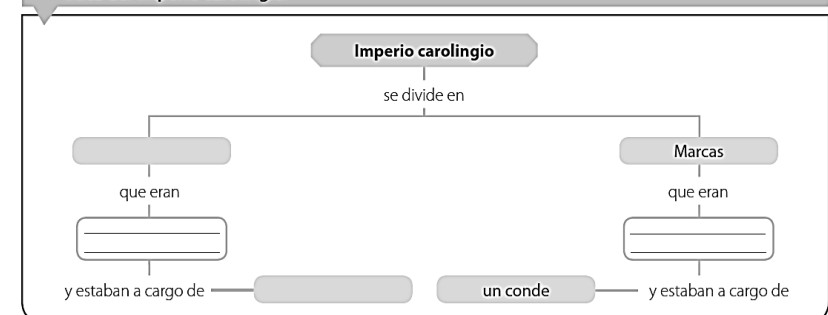 Imperio carolingio
se divide en
Marcas
que eran
que eran
y estaban a cargo de
un conde
y estaban a cargo de